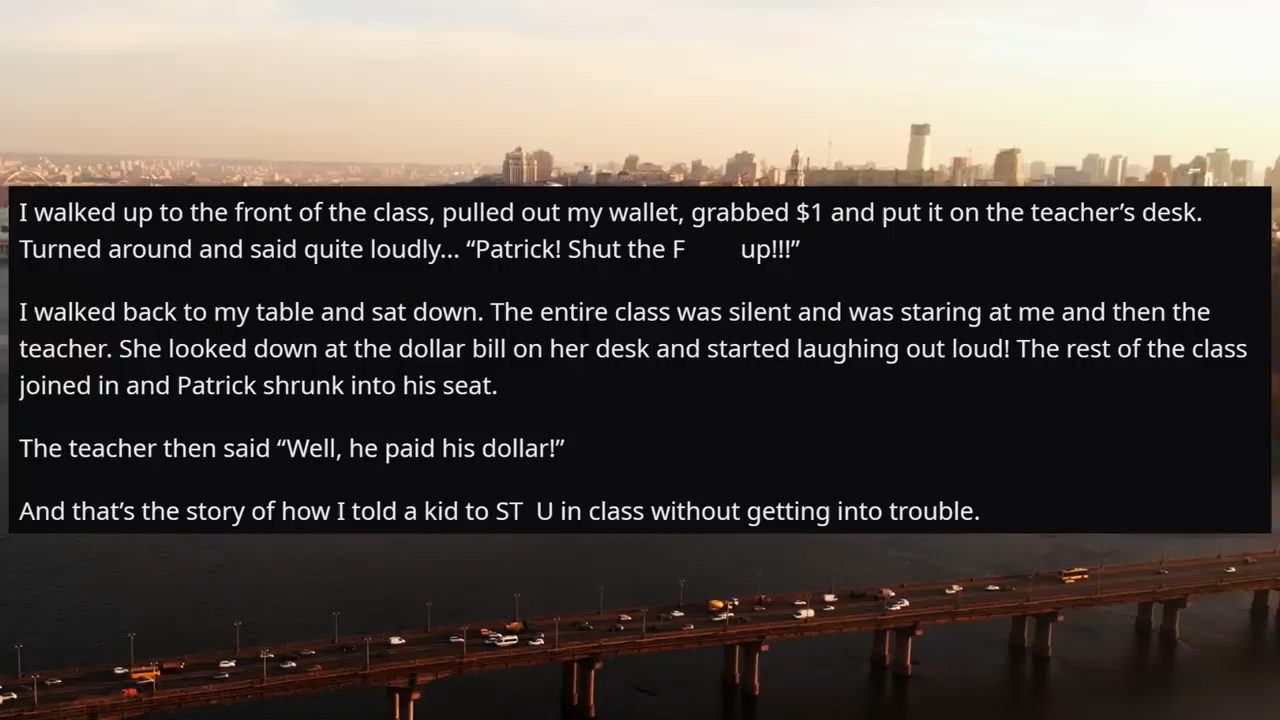 I walked up to the front of the class, pulled out my wallet, grabbed $1 and put it on the teacher’s desk.
Turned around and said quite loudly... “Patrick! Shut the F up!!!”
I walked back to my table and sat down. The entire class was silent and was staring at me and then the
teacher. She looked down at the dollar bill on her desk and started laughing out loud! The rest of the class
joined in and Patrick shrunk into his seat.
The teacher then said “Well, he paid his dollar!”
And that’s the story of how I told a kid to ST U in class without getting into trouble.